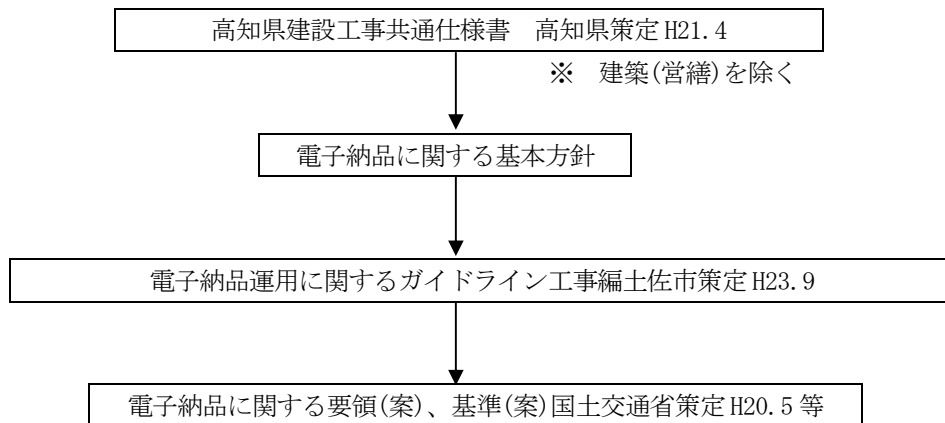 高知県建設工事共通仕様書　高知県策定 H21.4
※　建築(営繕)を除く
電子納品に関する基本方針
電子納品運用に関するガイドライン工事編土佐市策定 H23.9
電子納品に関する要領(案)、基準(案)国土交通省策定 H20.5 等